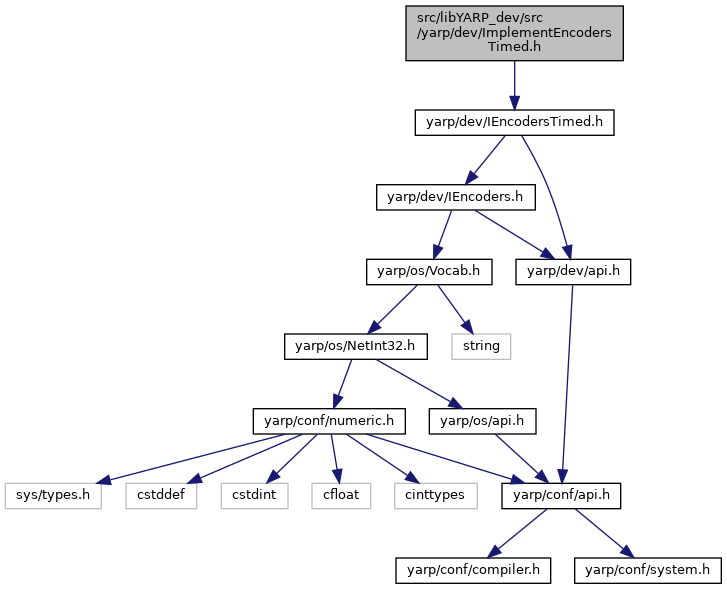 src/libYARP_dev/src
/yarp/dev/ImplementEncoders
Timed.h
yarp/dev/IEncodersTimed.h
yarp/dev/IEncoders.h
yarp/os/Vocab.h
yarp/dev/api.h
yarp/os/NetInt32.h
string
yarp/conf/numeric.h
yarp/os/api.h
sys/types.h
cstddef
cstdint
cfloat
cinttypes
yarp/conf/api.h
yarp/conf/compiler.h
yarp/conf/system.h